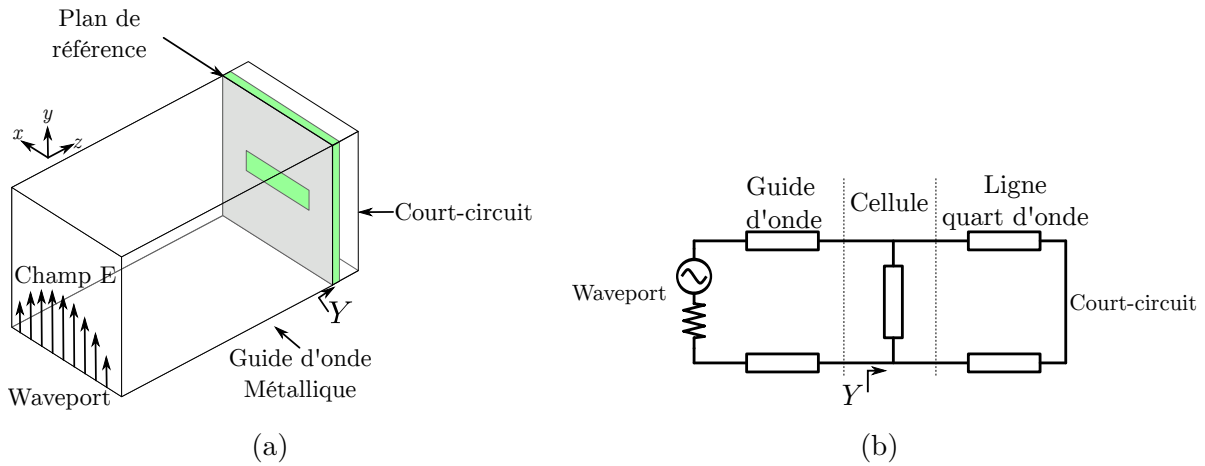 Plan de
référence
y
x
z
Court-circuit
Champ E
Y
Guide d'onde
Métallique
Waveport
(a)
Guide
d'onde
Cellule
Ligne
quart d'onde
Waveport
Court-circuit
Y
(b)